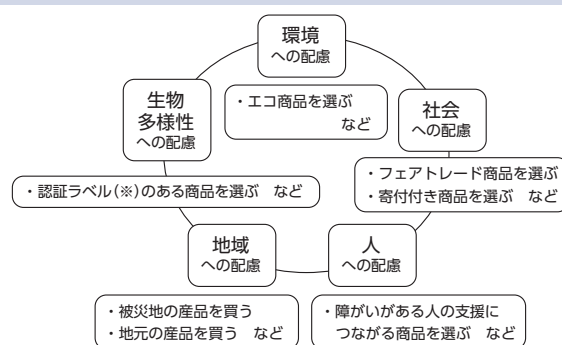 環境
への配慮
・エコ商品を選ぶ
など
社会
への配慮
・フェアトレード商品を選ぶ
・寄付付き商品を選ぶ など
人
への配慮
・障がいがある人の支援に
つながる商品を選ぶ など
地域
への配慮
・被災地の産品を買う
・地元の産品を買う など
生物
多様性
への配慮
・認証ラベル(※)のある商品を選ぶ など